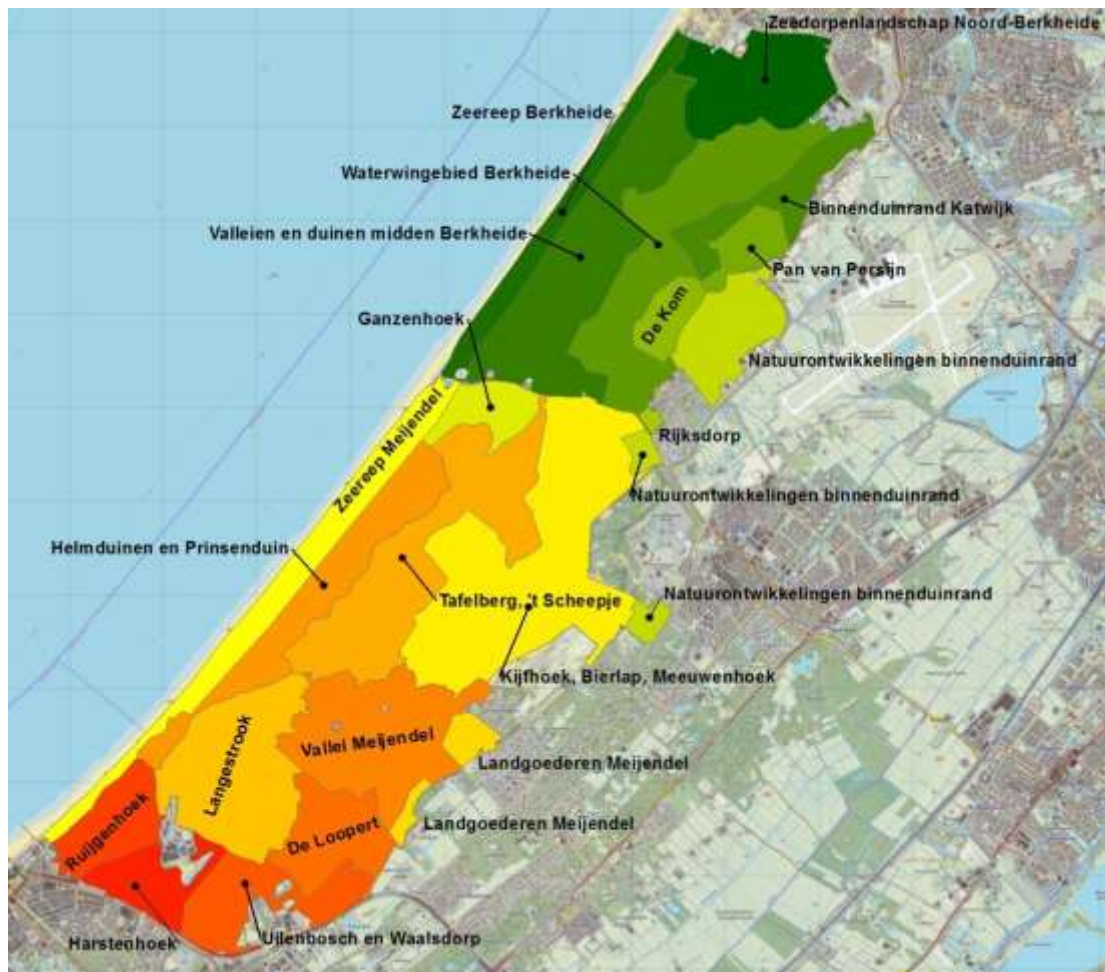 Zeedorpenlandschap Noord-Berkheide
Zeereep Berkheide
Waterwingebied Berkheide
Binnenduinrand Katwijk
Valleien en duinen midden Berkheide
Pan van Persijn
De Kom
Ganzenhoek
Natuurontwikkelingen binnenduinrand
Zeereep Meijendel
Rijksdorp
Natuurontwikkelingen binnenduinrand
Helmduinen en Prinsenduin
Tafelberg, 't Scheepje
Natuurontwikkelingen binnenduinrand
Kijfhoek, Bierlap, Meeuwenhoek
Langestrook
Vallei Meijendel
Landgoederen Meijendel
Ruijgenhoek
De Loopert
Landgoederen Meijendel
Harstenhoek
Uilenbosch en Waalsdorp